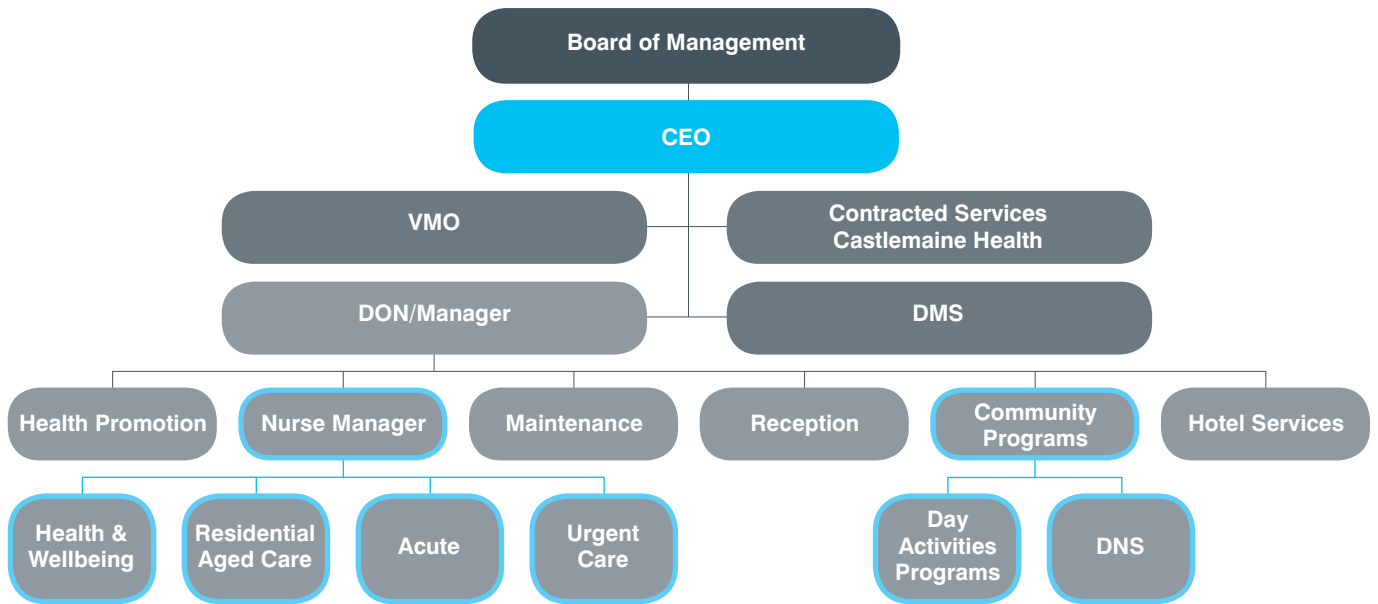 Board of Management
CEO
VMO
Contracted Services
Castlemaine Health
DON/Manager
DMS
Health Promotion
Nurse Manager
Maintenance
Reception
Community
Programs
Hotel Services
Health &
Wellbeing
Residential
Aged Care
Acute
Urgent
Care
Day
Activities
Programs
DNS